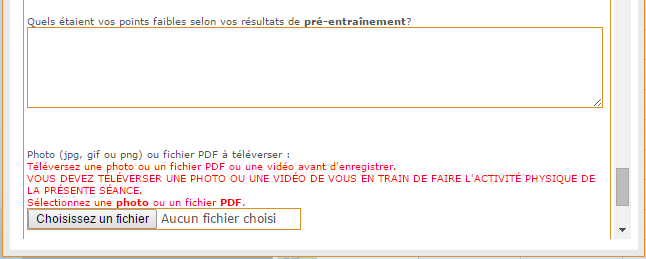 Quels étaient vos points faibles selon vos résultats de pré-entraînement?
Photo (jpg, gif ou png) ou fichier PDF à téléverser :
Téléversez une photo ou un fichier PDF ou une vidéo avant d'enregistrer.
VOUS DEVEZ TÉLÉVERSER UNE PHOTO OU UNE VIDÉO DE VOUS EN TRAIN DE FAIRE L'ACTIVITÉ PHYSIQUE DE
LA PRÉSENTE SÉANCE.
Sélectionnez une photo ou un fichier PDF.
Choisissez un fichier Aucun fichier choisi